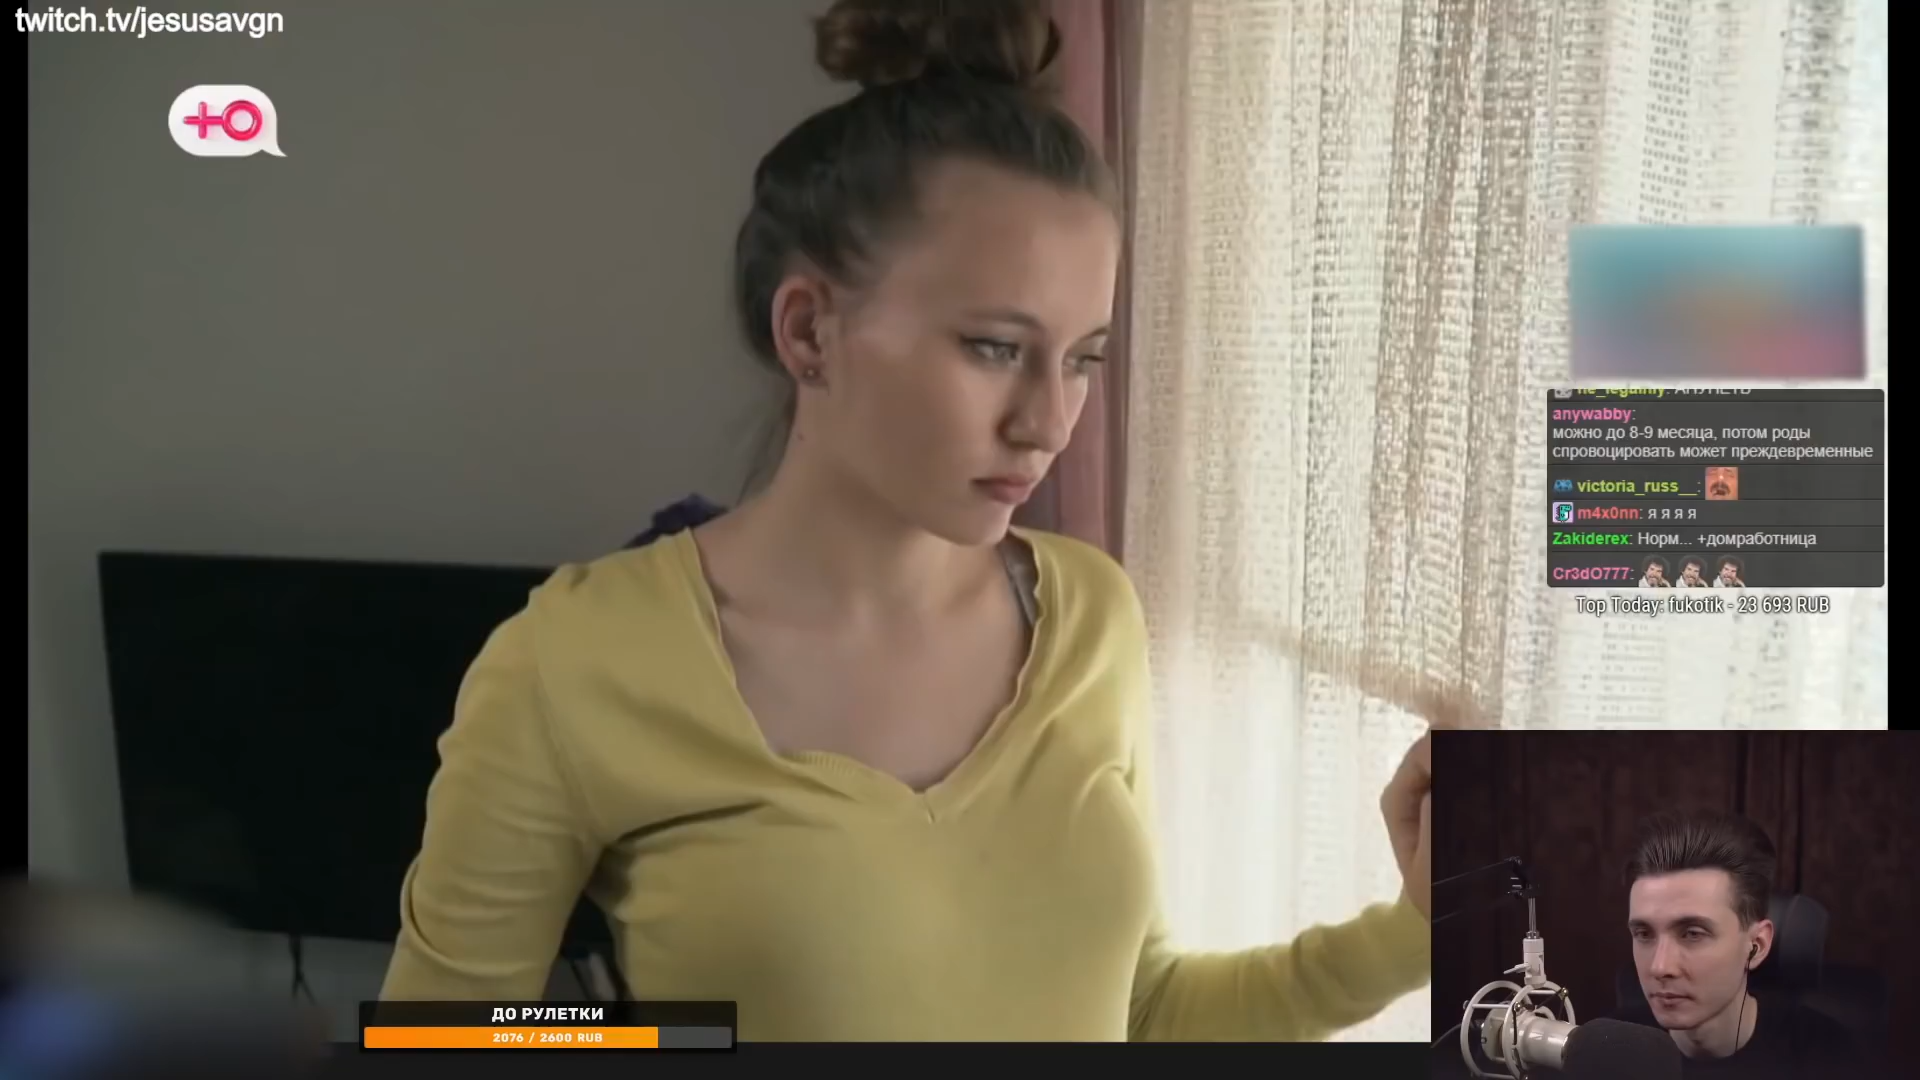 twitch.tv/jesusavgn
Ю
anywabby:
можно до 8-9 месяца, потом роды
спровоцировать может преждевременные
victoria_russ__:
m4x0nn: я я я я
Zakiderex: Норм... +домработница
Cr3dO777:
Top Today: fukotik - 23 693 RUB
ДО РУЛЕТКИ
2076 / 2600 RUB